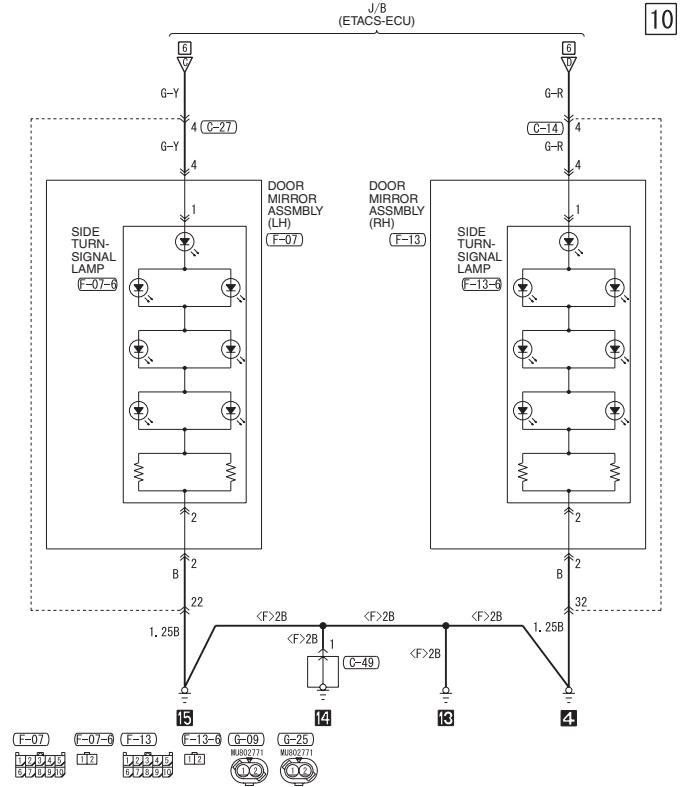 J/B
(ETACS-ECU)
10
6
C
6
D
G-Y
G-R
4 C-27
C-14 4
G-Y
G-R
4
4
DOOR
MIRROR
ASSMBLY
(LH)
F-07
DOOR
MIRROR
ASSMBLY
(RH)
F-13
1
1
SIDE
TURN-
SIGNAL
LAMP
F-07-6
SIDE
TURN-
SIGNAL
LAMP
F-13-6
2
2
2
2
B
B
22
32
1. 25B
<F>2B
<F>2B
<F>2B
1. 25B
<F>2B
1
C-49
<F>2B
15
14
13
4
F-07
1 2 3 4 5
6 7 8 9 10
F-07-6
1 2
F-13
1 2 3 4 5
6 7 8 9 10
F-13-6
1 2
G-09
MU802771
1 2
G-25
MU802771
1 2